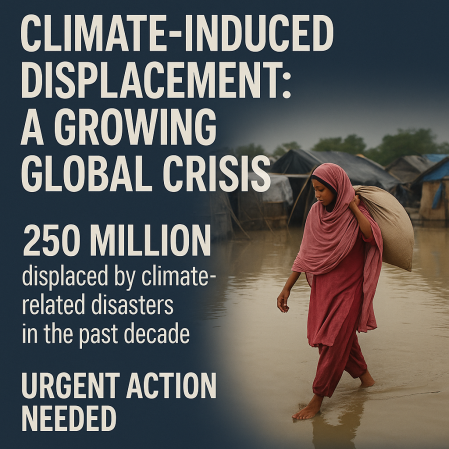 CLIMATE-INDUCED
DISPLACEMENT:
A GROWING
GLOBAL CRISIS
250 MILLION
displaced by climate-
related disasters
in the past decade
URGENT ACTION
NEEDED